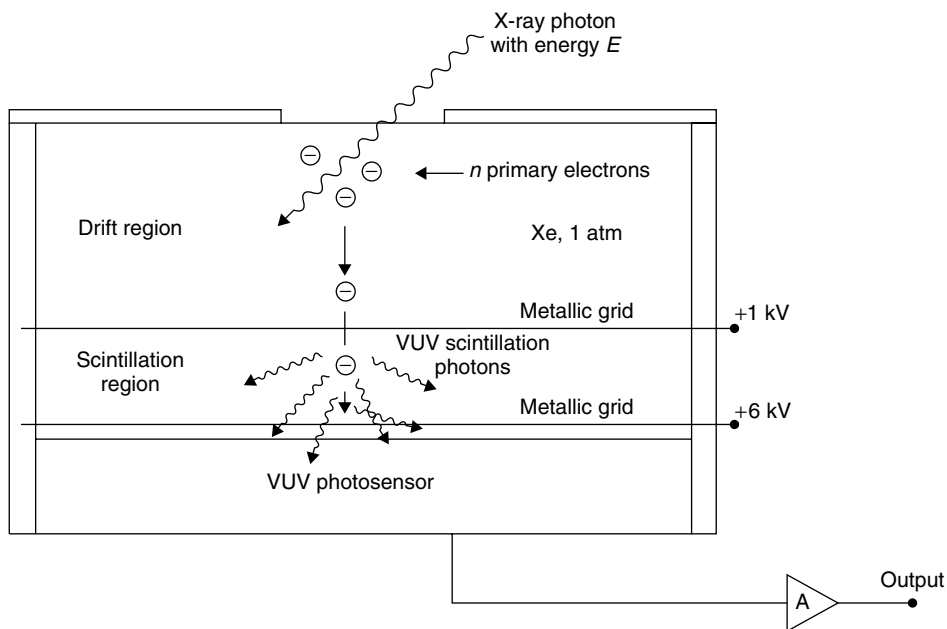 X-ray photon
with energy E
n primary electrons
Drift region
Xe, 1 atm
Metallic grid
+1 kV
Scintillation
region
VUV scintillation
photons
Metallic grid
+6 kV
VUV photosensor
A
Output